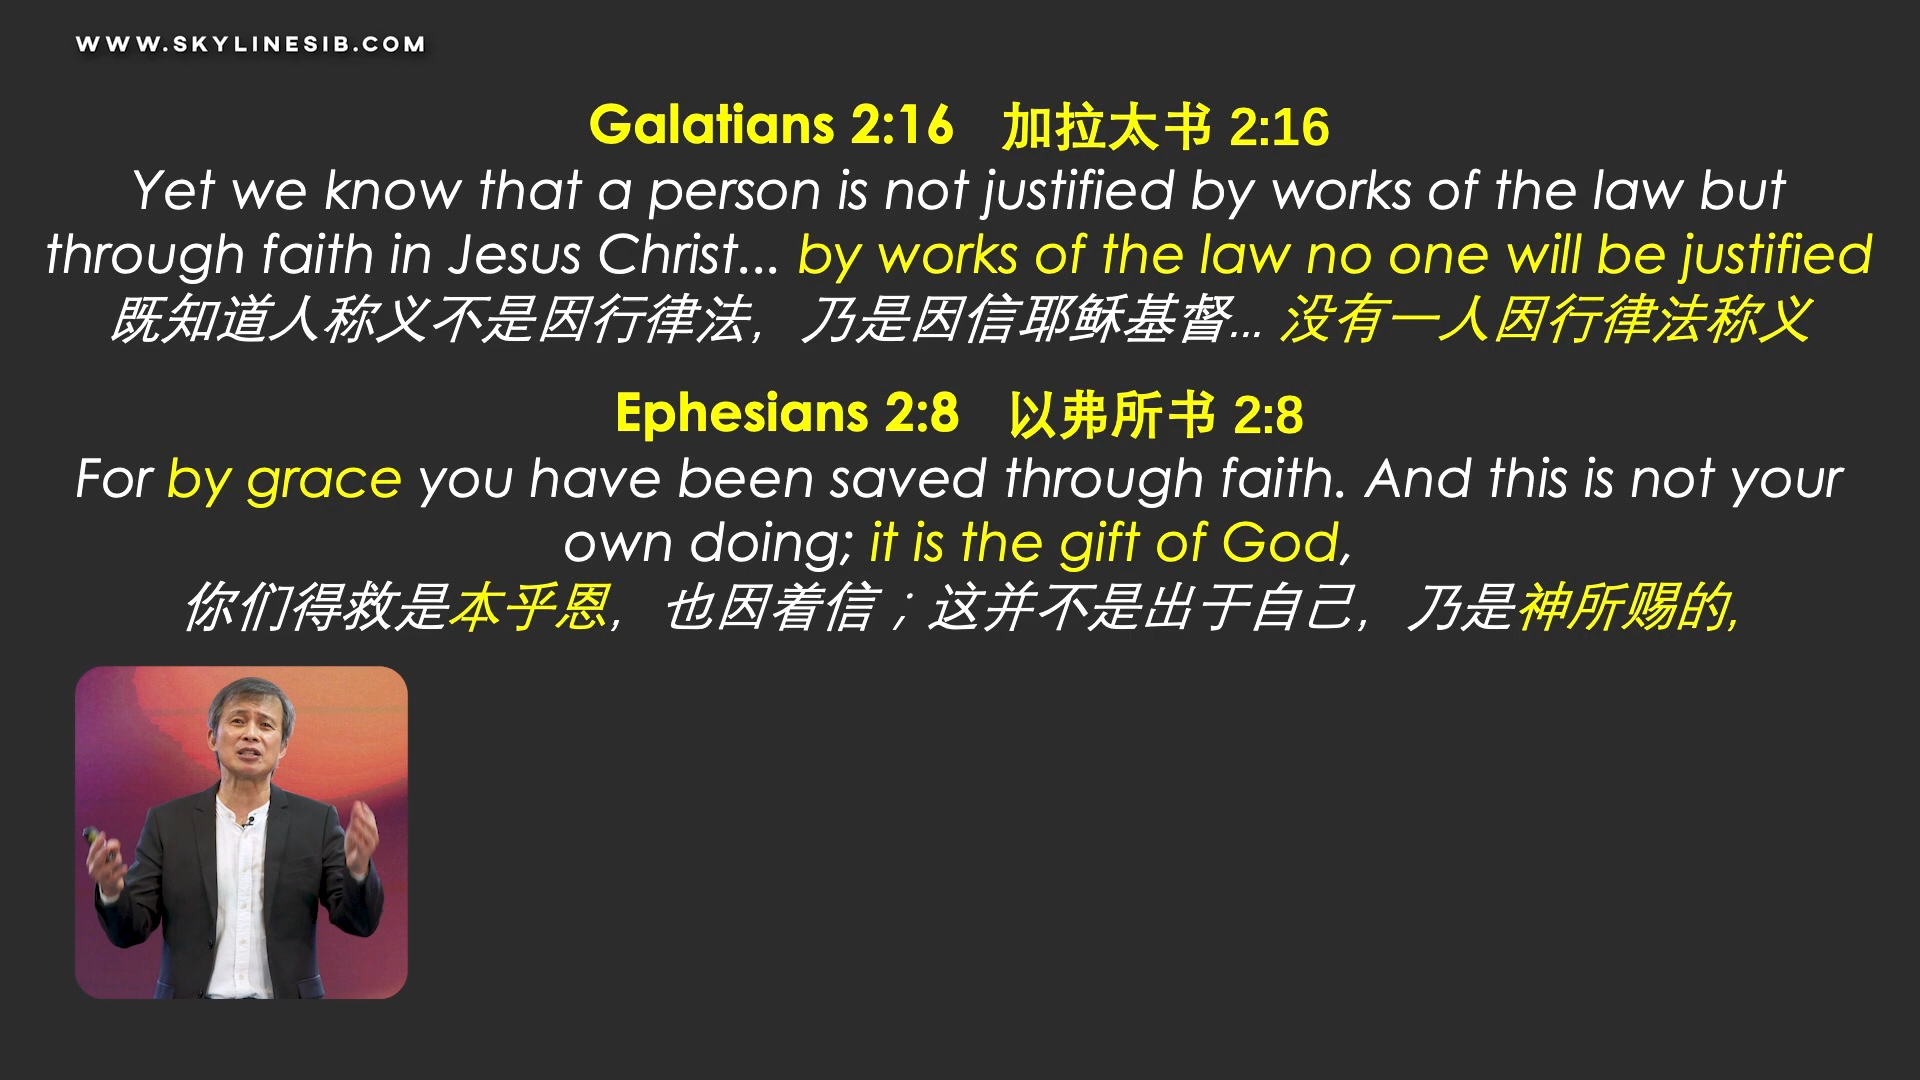 WWW.SKYLINESIB.COM
Galatians 2:16 加拉太书 2:16
Yet we know that a person is not justified by works of the law but
through faith in Jesus Christ... by works of the law no one will be justified
既知道人称义不是因行律法，乃是因信耶稣基督... 没有一人因行律法称义
Ephesians 2:8 以弗所书 2:8
For by grace you have been saved through faith. And this is not your
own doing; it is the gift of God,
你们得救是本乎恩，也因着信；这并不是出于自己，乃是神所赐的,